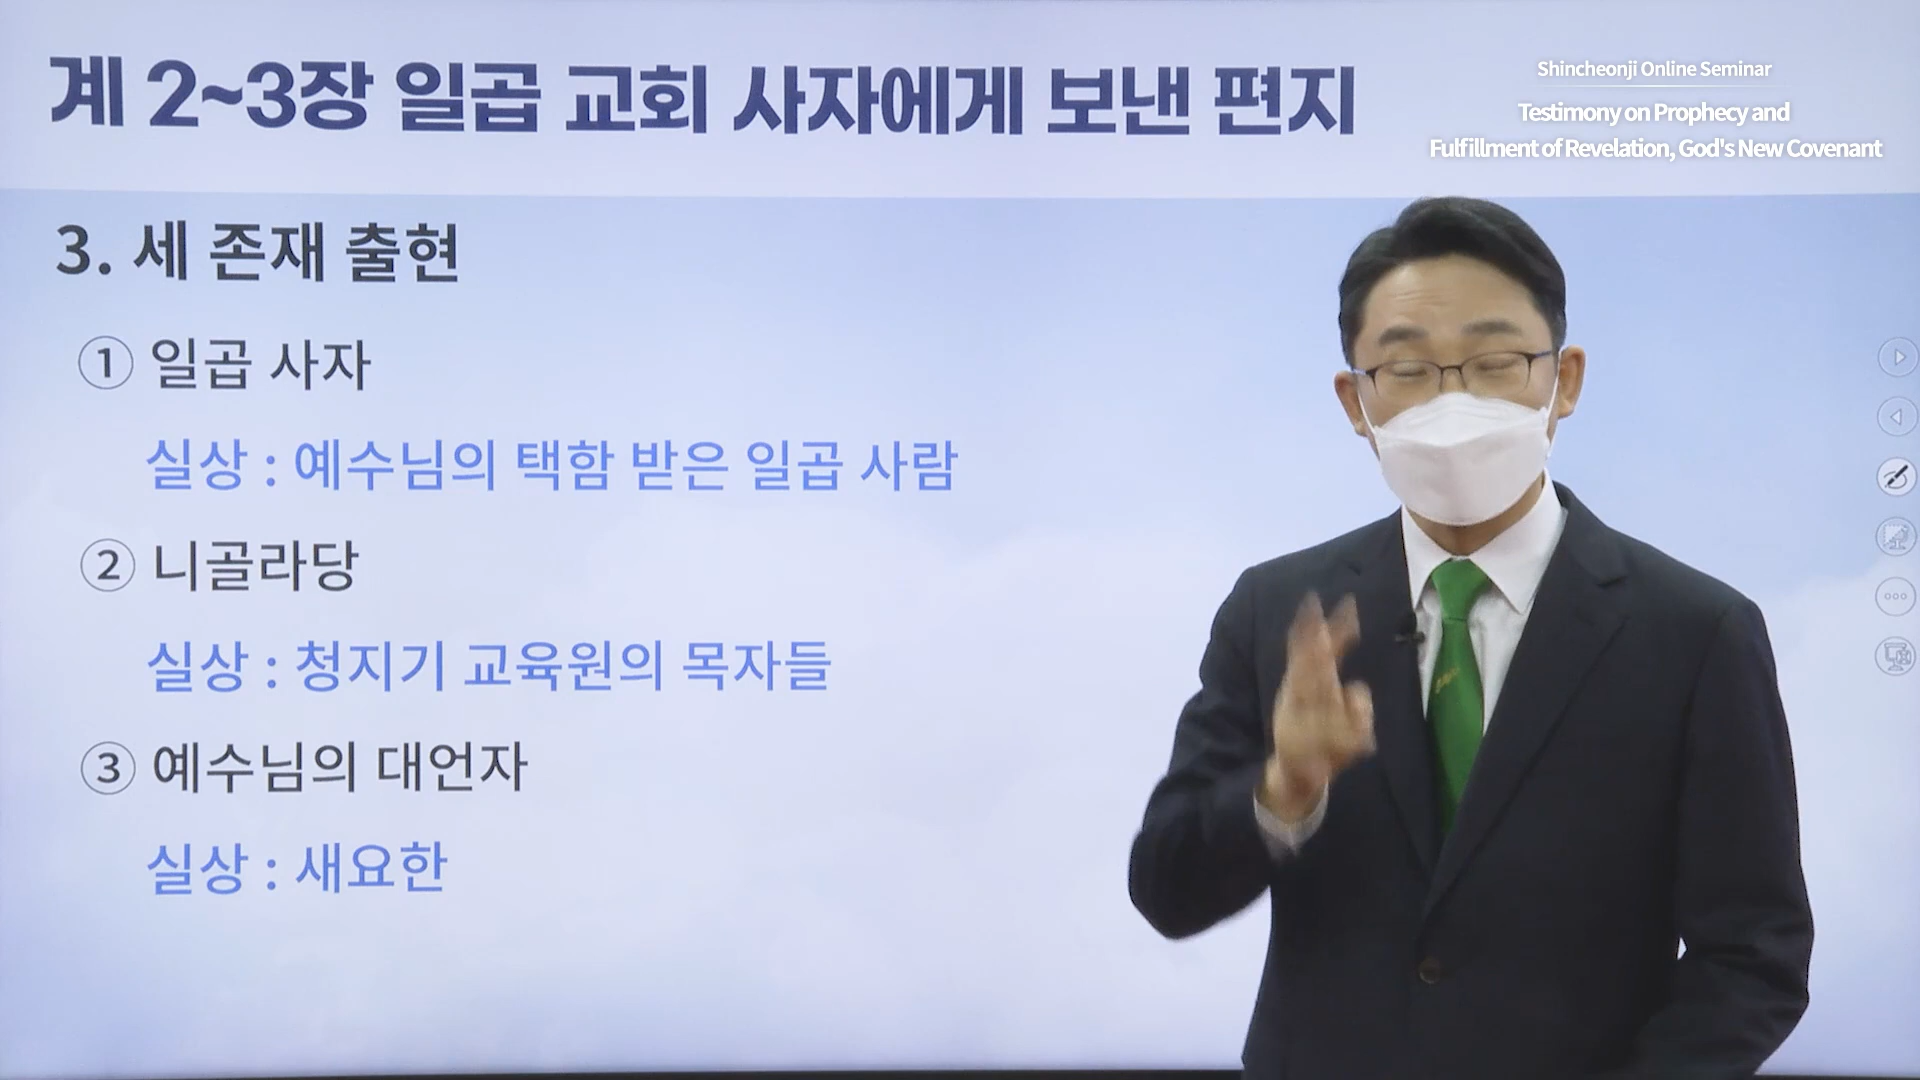 계 2~3장 일곱 교회 사자에게 보낸 편지
Shincheonji Online Seminar
Testimony on Prophecy and
Fulfillment of Revelation, God's New Covenant
3. 세 존재 출현
① 일곱 사자
실상 : 예수님의 택함 받은 일곱 사람
② 니골라당
실상 : 청지기 교육원의 목자들
③ 예수님의 대언자
실상 : 새요한